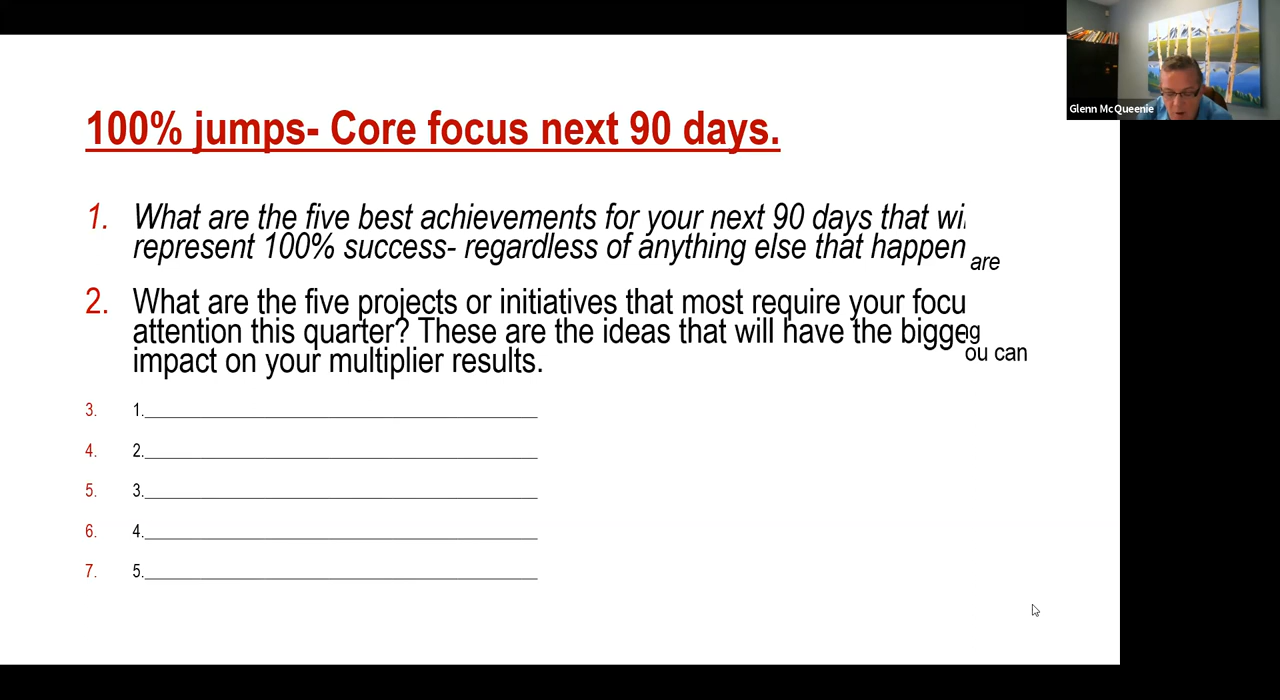 100% jumps- Core focus next 90 days.
1. What are the five best achievements for your next 90 days that
represent 100% success- regardless of anything else that happen
are
2. What are the five projects or initiatives that most require your focu
attention this quarter? These are the ideas that will have the bigge
g
ou can
impact on your multiplier results.
3. 1.
4. 2.
5. 3.
6. 4.
7. 5.
Glenn McQueenie